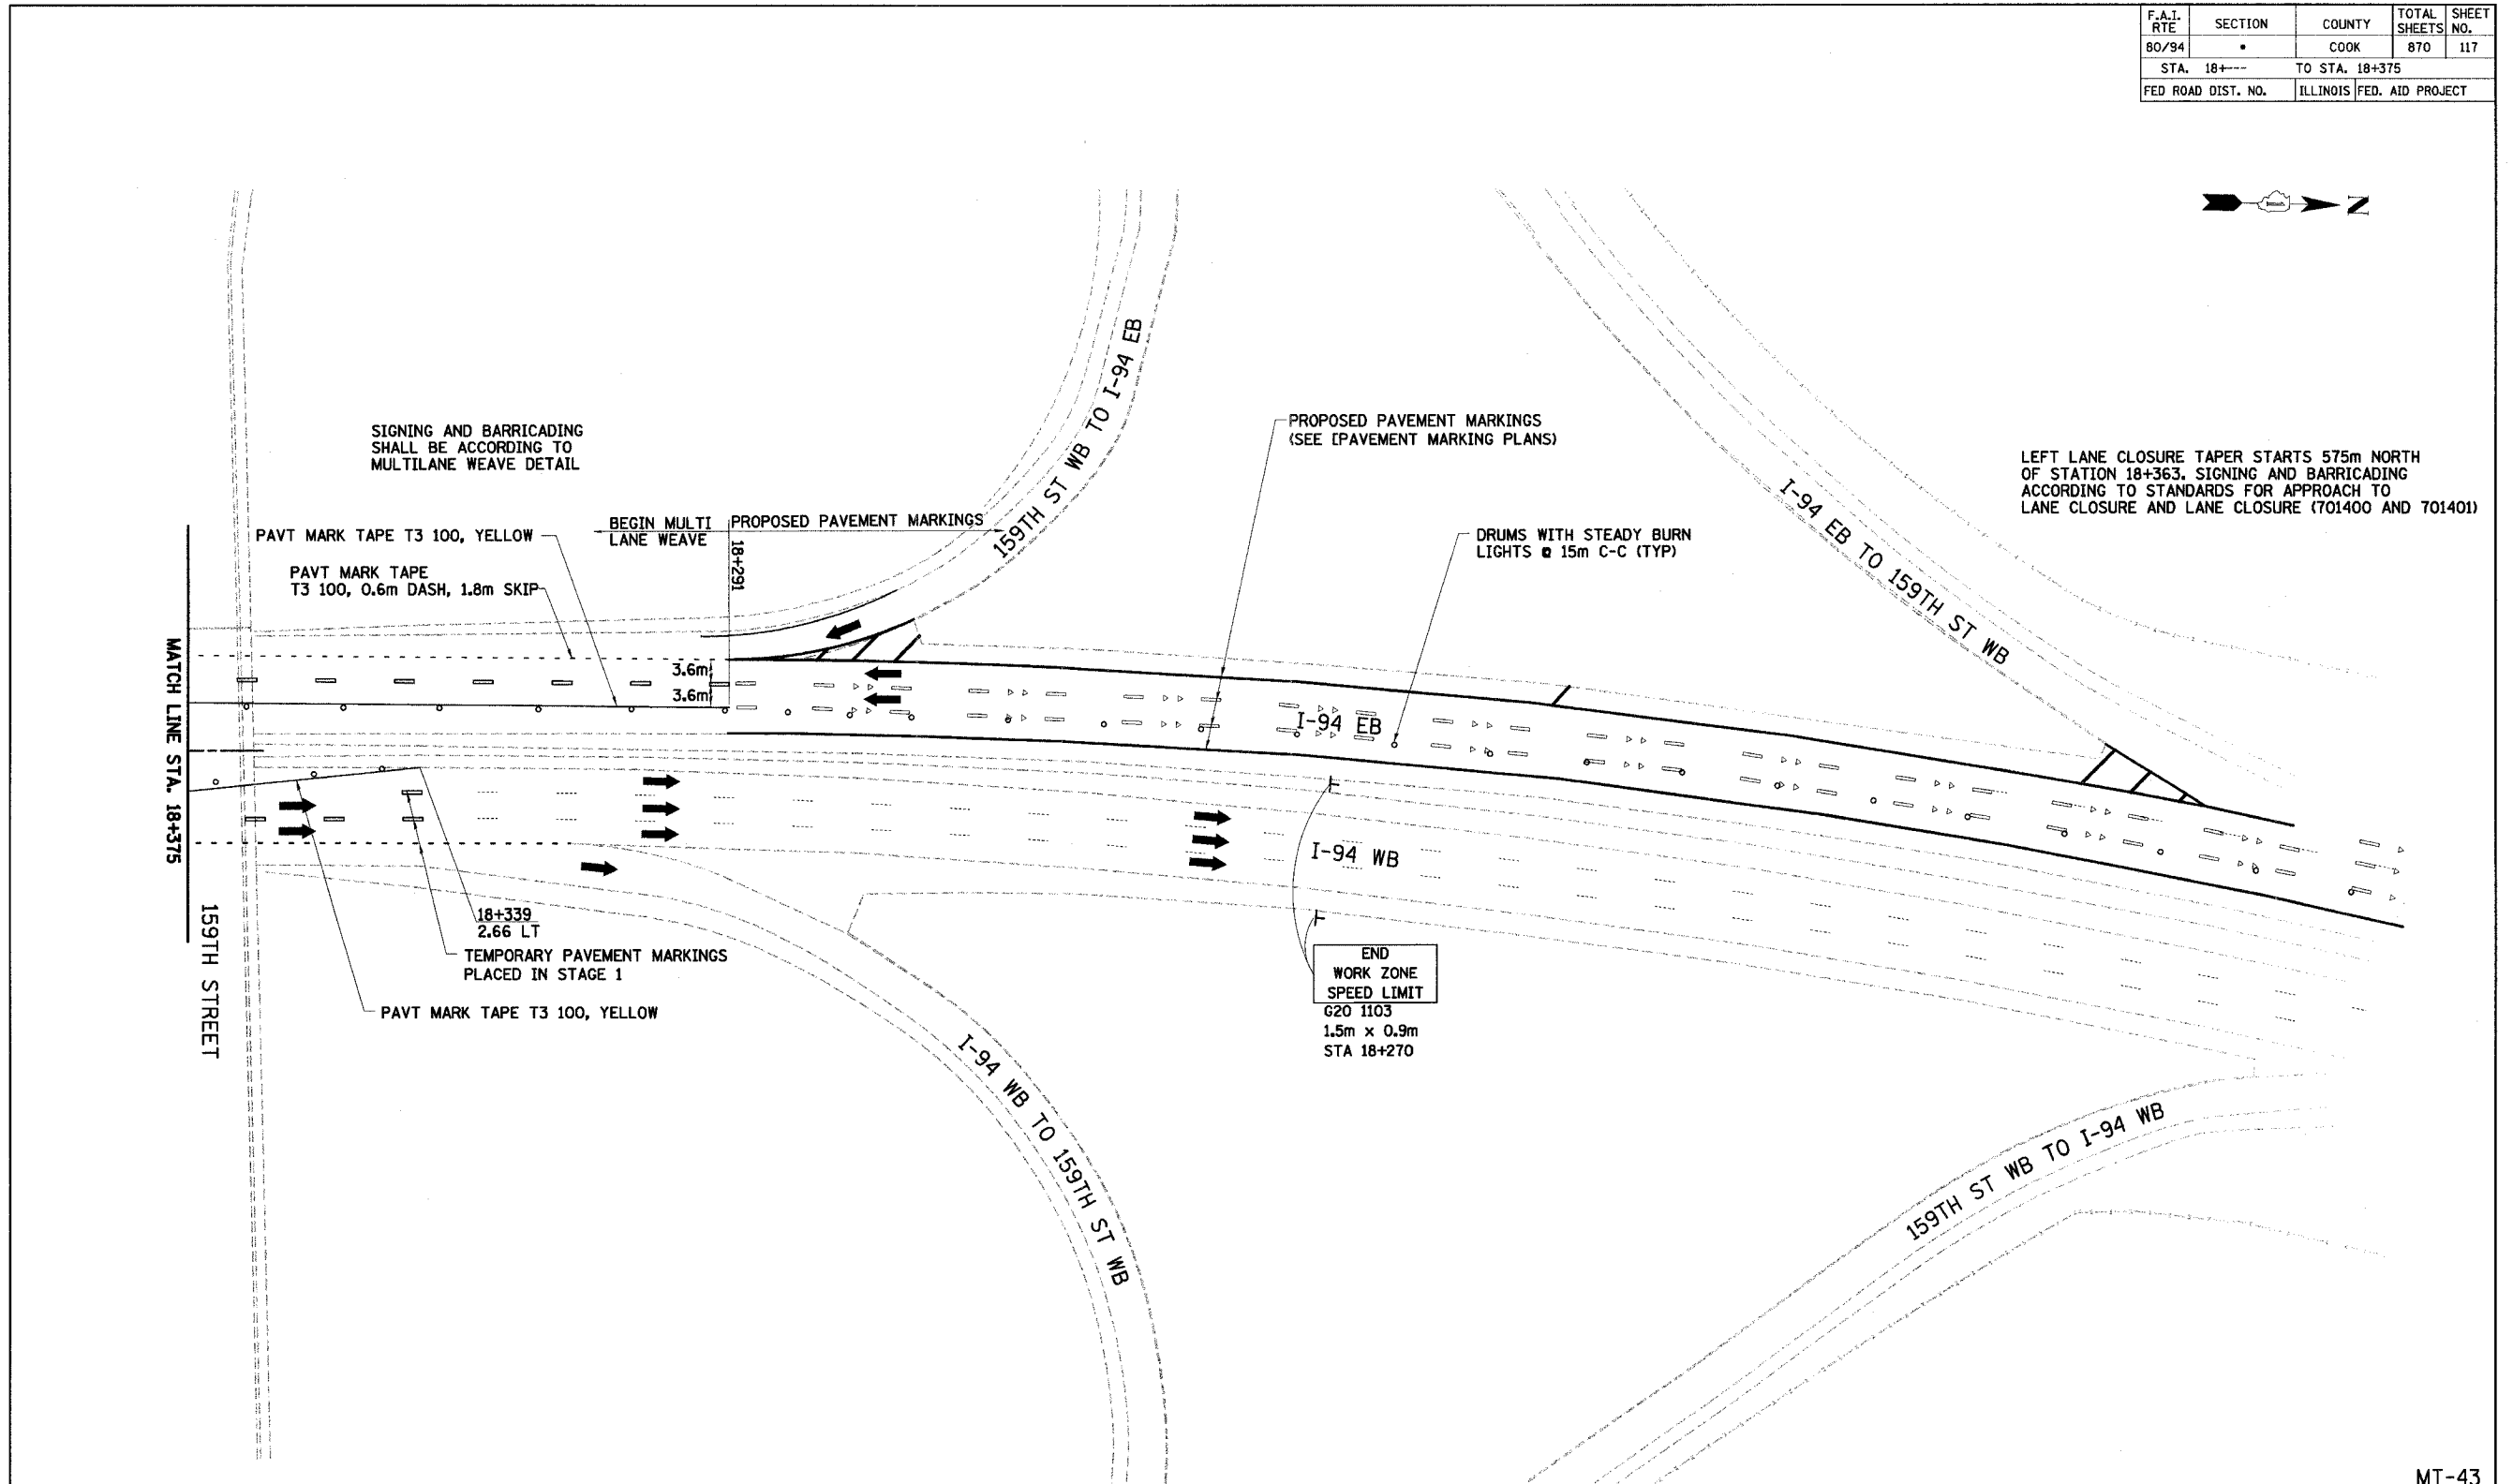 F.A.I. RTE SECTION COUNTY TOTAL SHEETS SHEET NO.
80/94 • COOK 870 117
STA. 18+--- TO STA. 18+375
FED ROAD DIST. NO. ILLINOIS FED. AID PROJECT
N
SIGNING AND BARRICADING
SHALL BE ACCORDING TO
MULTILANE WEAVE DETAIL
159TH ST WB TO I-94 EB
PROPOSED PAVEMENT MARKINGS
(SEE [PAVEMENT MARKING PLANS)
I-94 EB TO 159TH ST WB
LEFT LANE CLOSURE TAPER STARTS 575m NORTH
OF STATION 18+363. SIGNING AND BARRICADING
ACCORDING TO STANDARDS FOR APPROACH TO
LANE CLOSURE AND LANE CLOSURE (701400 AND 701401)
BEGIN MULTI
LANE WEAVE
PROPOSED PAVEMENT MARKINGS
18+291
PAVT MARK TAPE T3 100, YELLOW
PAVT MARK TAPE
T3 100, 0.6m DASH, 1.8m SKIP
DRUMS WITH STEADY BURN
LIGHTS @ 15m C-C (TYP)
MATCH LINE STA. 18+375
3.6m
3.6m
I-94 EB
I-94 WB
159TH STREET
18+339
2.66 LT
TEMPORARY PAVEMENT MARKINGS
PLACED IN STAGE 1
PAVT MARK TAPE T3 100, YELLOW
END
WORK ZONE
SPEED LIMIT
G20 1103
1.5m x 0.9m
STA 18+270
I-94 WB TO 159TH ST WB
159TH ST WB TO I-94 WB
MT-43